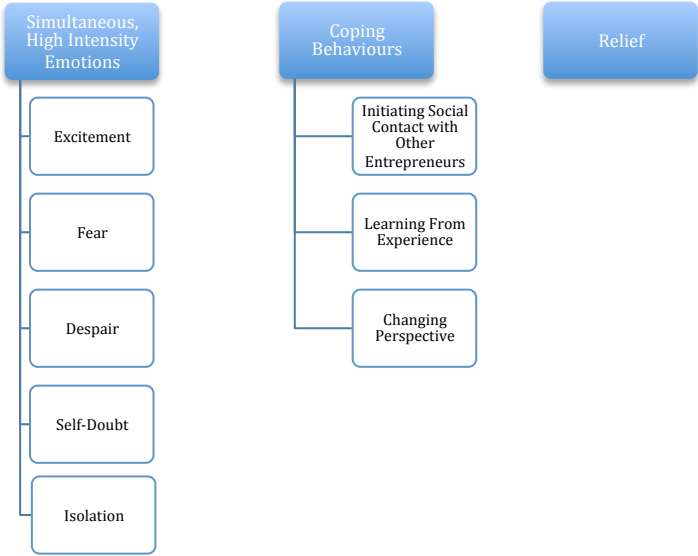 Simultaneous,
High Intensity
Emotions
Excitement
Fear
Despair
Self-Doubt
Isolation
Coping
Behaviours
Initiating Social
Contact with
Other
Entrepreneurs
Learning From
Experience
Changing
Perspective
Relief